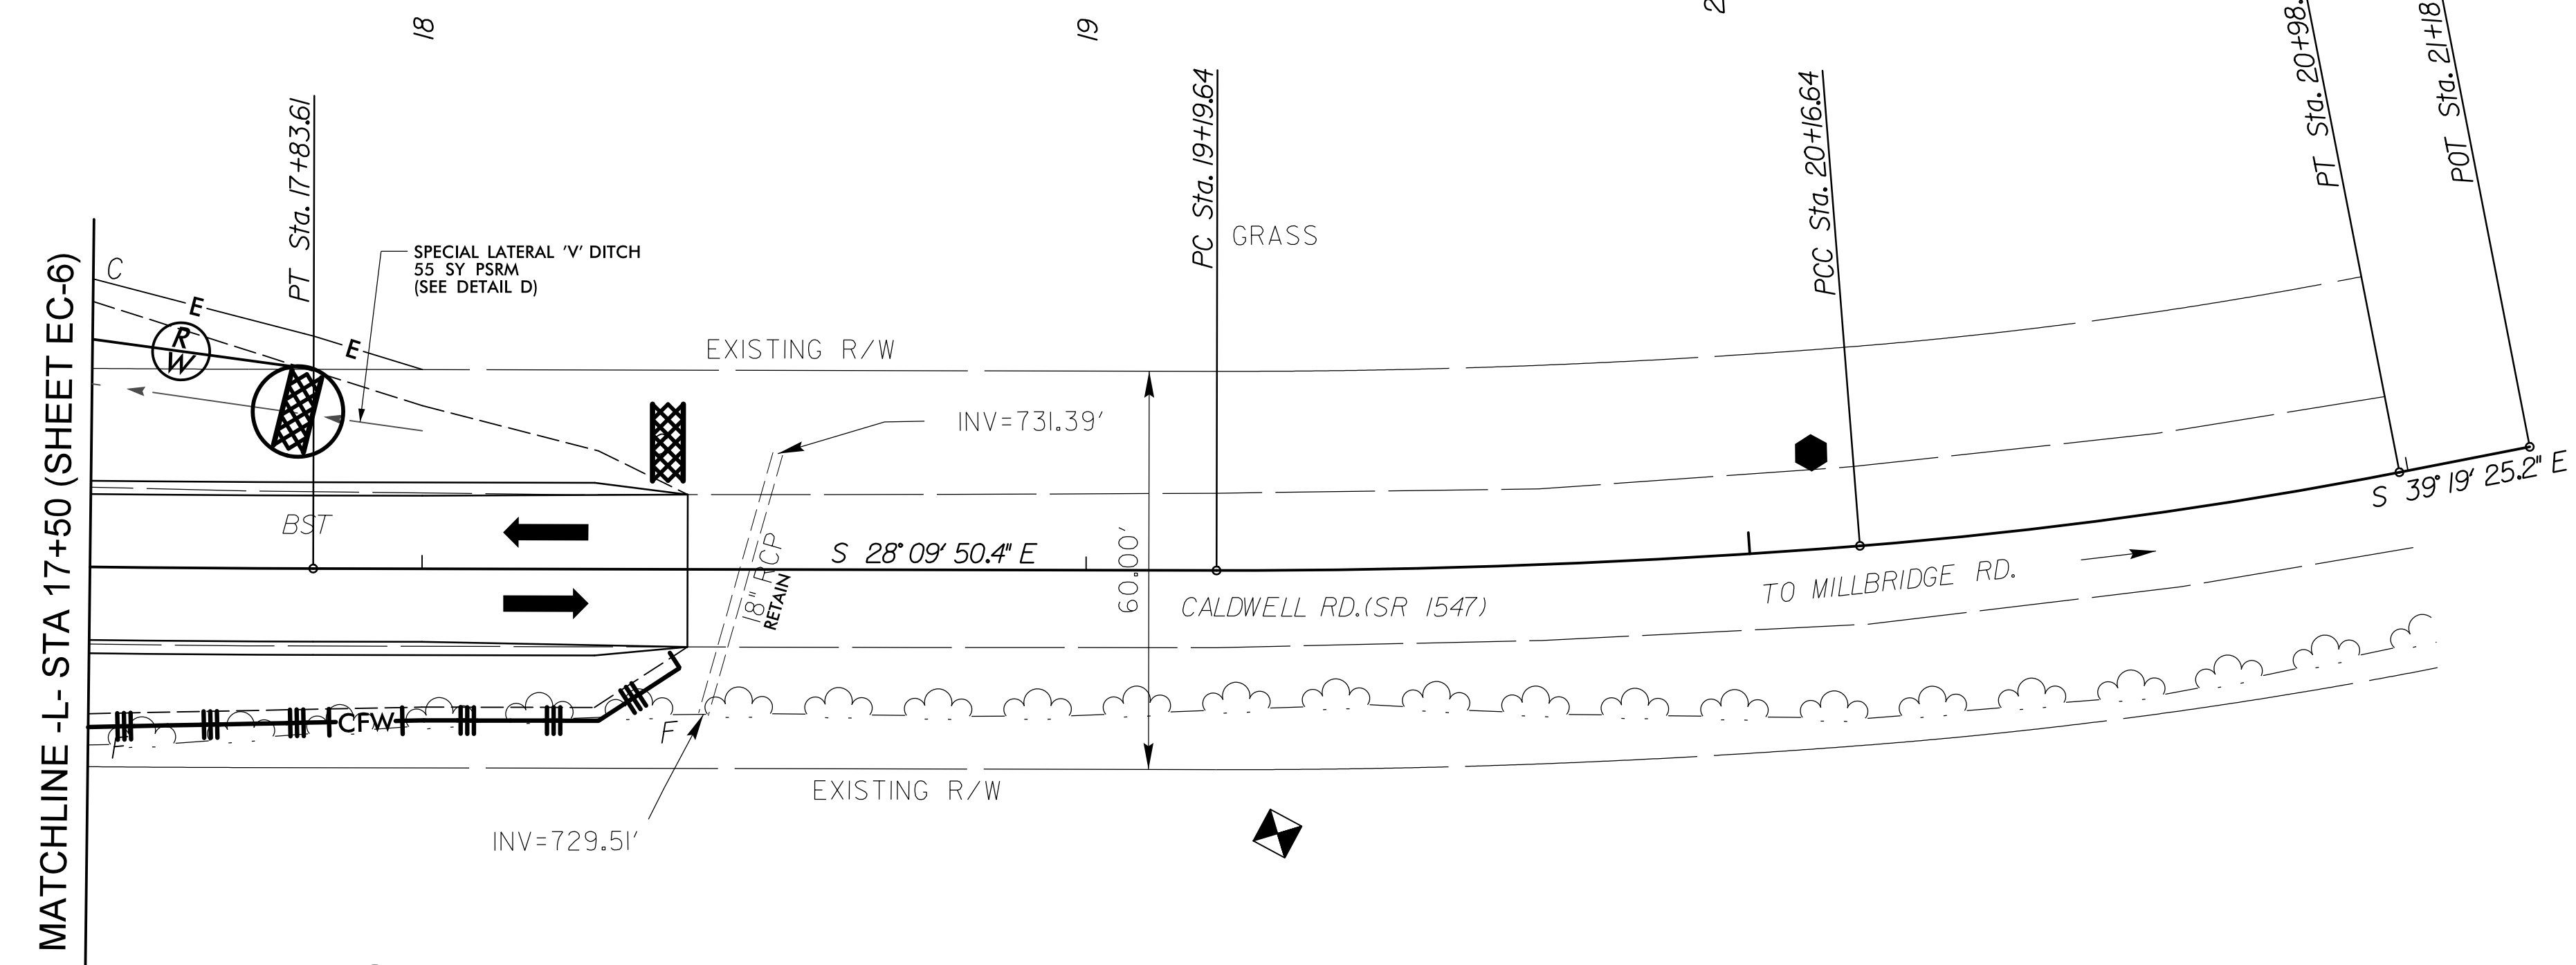 18
19
2
PT Sta. 17+83.61
PC Sta. 19+19.64
PCC Sta. 20+16.64
PT Sta. 20+98.
POT Sta. 21+18
MATCHLINE -L- STA 17+50 (SHEET EC-6)
GRASS
SPECIAL LATERAL 'V' DITCH
55 SY PSRM
(SEE DETAIL D)
C
E
E
R
W
EXISTING R/W
INV=731.39'
BST
S 28° 09' 50.4" E
18" RCP
RETAIN
60.00'
CALDWELL RD.(SR 1547)
TO MILLBRIDGE RD.
S 39° 19' 25.2" E
CFW
F
F
EXISTING R/W
INV=729.51'